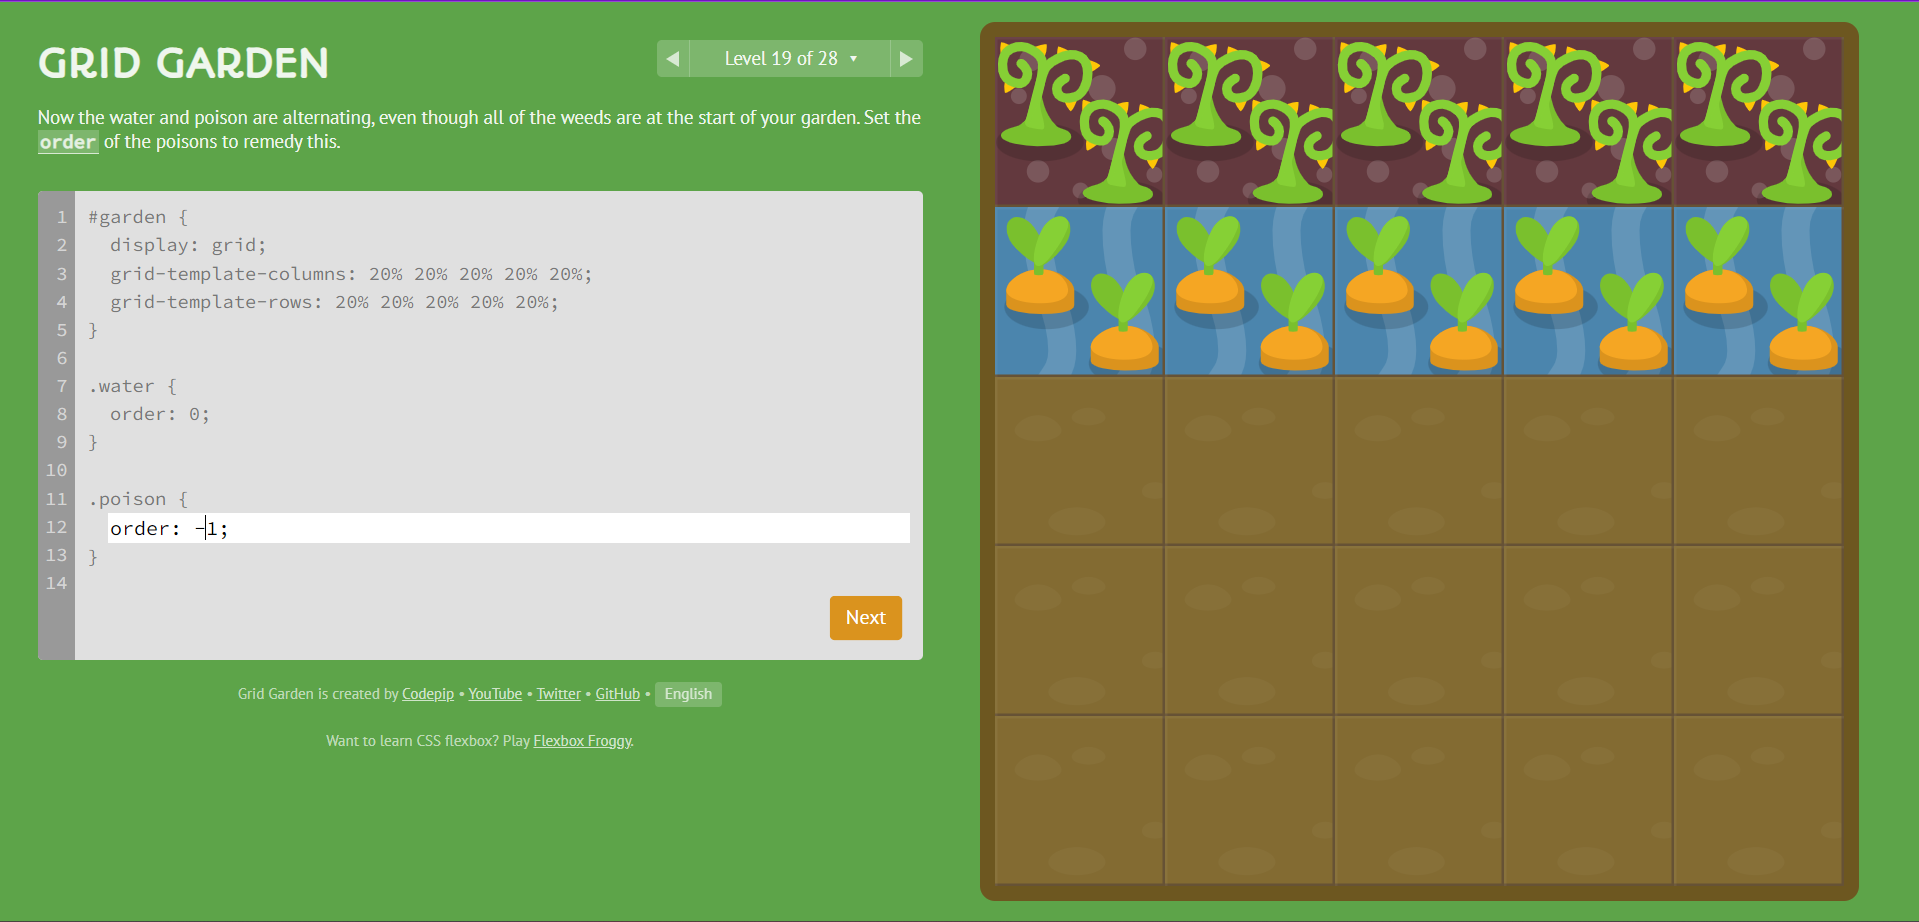 GRID GARDEN
◀ Level 19 of 28 ▼ ▶
Now the water and poison are alternating, even though all of the weeds are at the start of your garden. Set the
order of the poisons to remedy this.
1 #garden {
2   display: grid;
3   grid-template-columns: 20% 20% 20% 20% 20%;
4   grid-template-rows: 20% 20% 20% 20% 20%;
5 }
6
7 .water {
8   order: 0;
9 }
10
11 .poison {
12   order: -1;
13 }
14
Next
Grid Garden is created by Codepip • YouTube • Twitter • GitHub • English
Want to learn CSS flexbox? Play Flexbox Froggy.